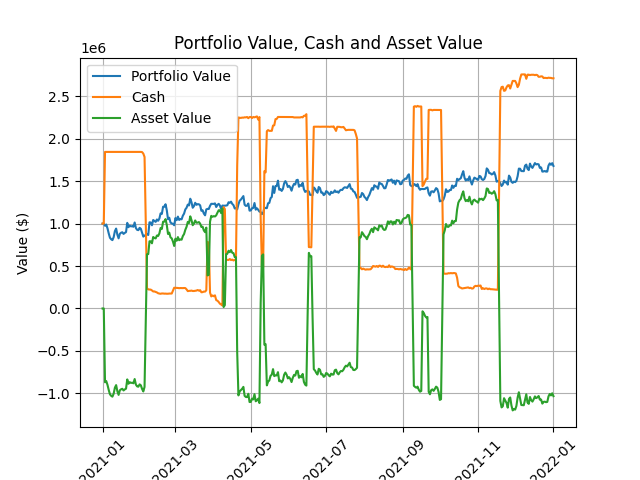 Portfolio Value, Cash and Asset Value
1e6
Portfolio Value
Cash
Asset Value
2.5
2.0
1.5
1.0
0.5
0.0
−0.5
−1.0
Value ($)
2021-01
2021-03
2021-05
2021-07
2021-09
2021-11
2022-01